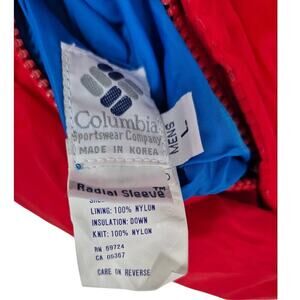 Columbia
Sportswear Company
MADE IN KOREA
MENS
L
Radial Sleeve™
LINING: 100% NYLON
INSULATION: DOWN
KNIT: 100% NYLON
RN 69724
CA 05367
CARE ON REVERSE